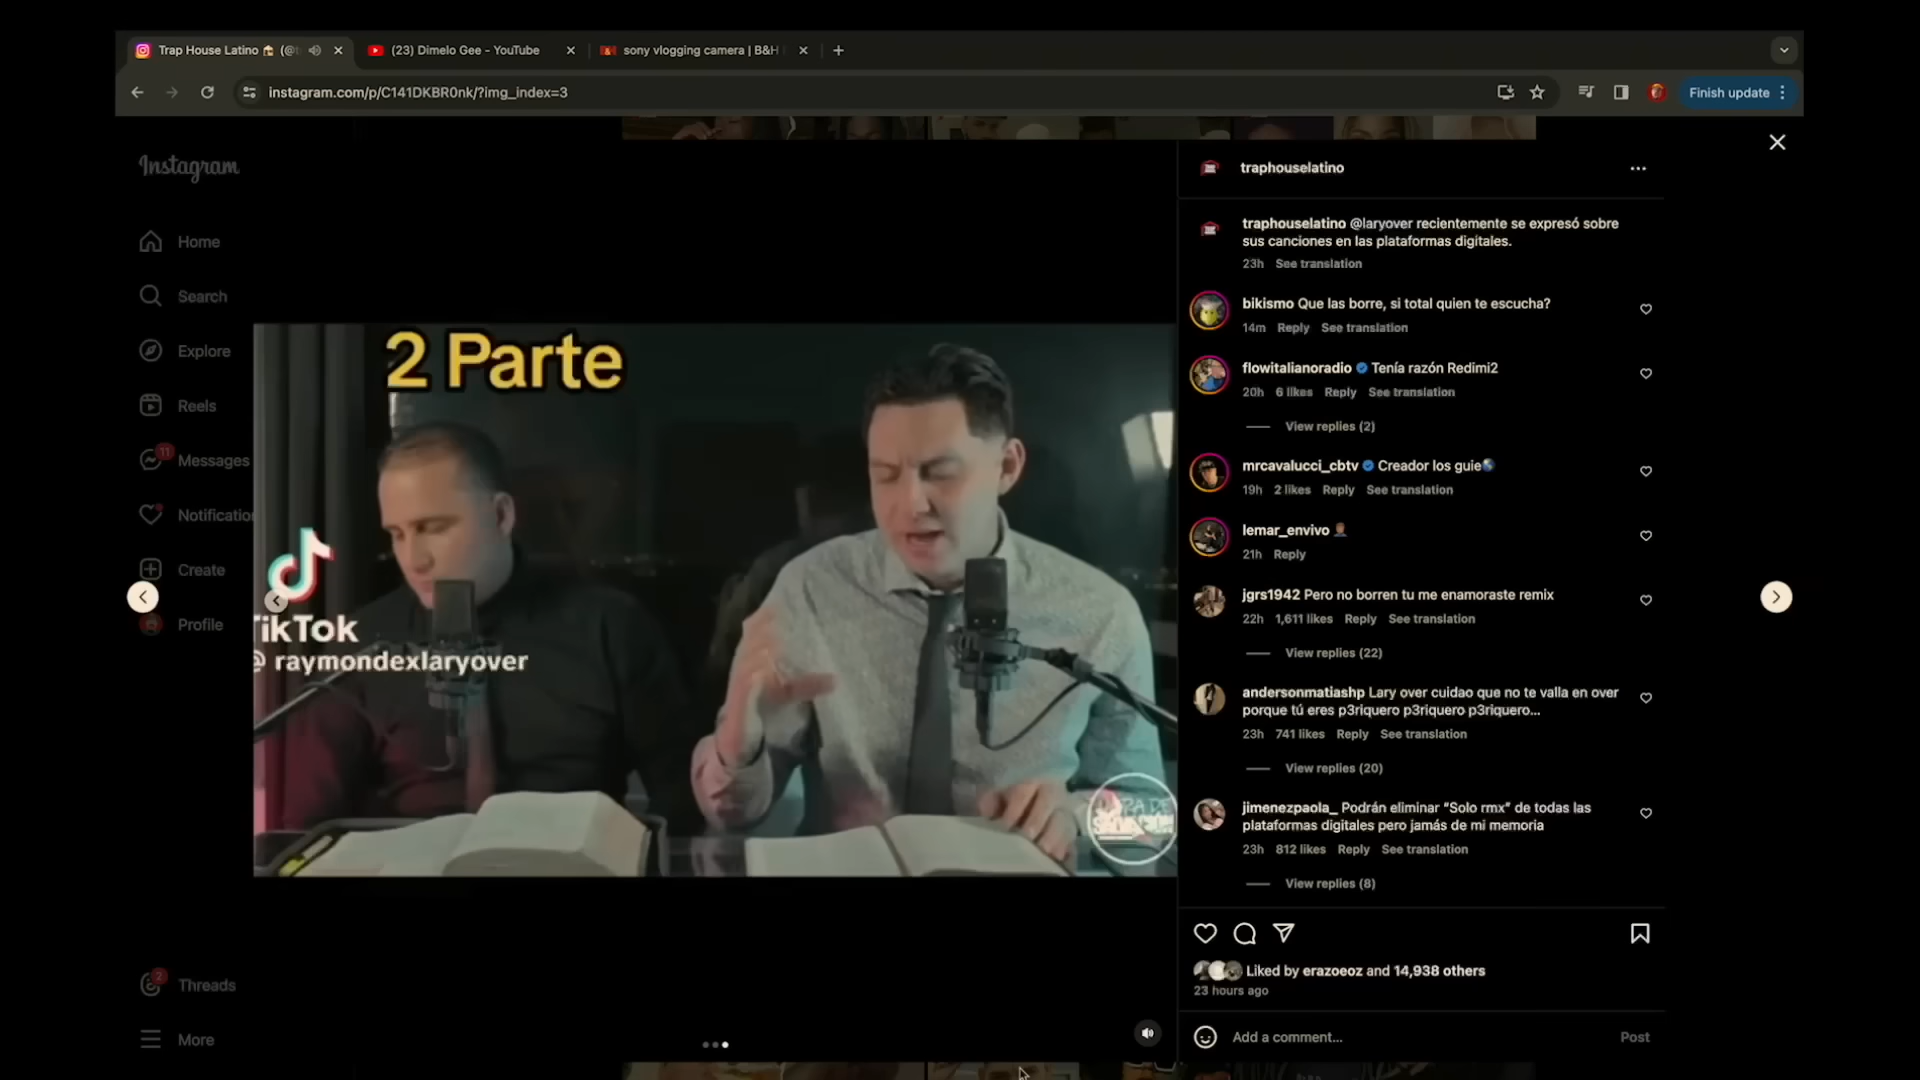 Trap House Latino
(23) Dimelo Gee - YouTube
sony vlogging camera | B&H
instagram.com/p/C141DKBR0nk/?img_index=3
Finish update
Instagram
Home
Search
Explore
Reels
11
Messages
Notification
Create
Profile
2
Threads
More
2 Parte
TikTok
@raymondexlaryover
traphouselatino
traphouselatino @laryover recientemente se expresó sobre
sus canciones en las plataformas digitales.
23h See translation
bikismo Que las borre, si total quien te escucha?
14m Reply See translation
flowitalianoradio Tenía razón Redimi2
20h 6 likes Reply See translation
View replies (2)
mrcavalucci_cbtv Creador los guie🌎
19h 2 likes Reply See translation
lemar_envivo
21h Reply
jgrs1942 Pero no borren tu me enamoraste remix
22h 1,611 likes Reply See translation
View replies (22)
andersonmatiashp Lary over cuidao que no te valla en over
porque tú eres p3riquero p3riquero p3riquero...
23h 741 likes Reply See translation
View replies (20)
jimenezpaola_ Podrán eliminar “Solo rmx” de todas las
plataformas digitales pero jamás de mi memoria
23h 812 likes Reply See translation
View replies (8)
Liked by erazoeoz and 14,938 others
23 hours ago
Add a comment...
Post